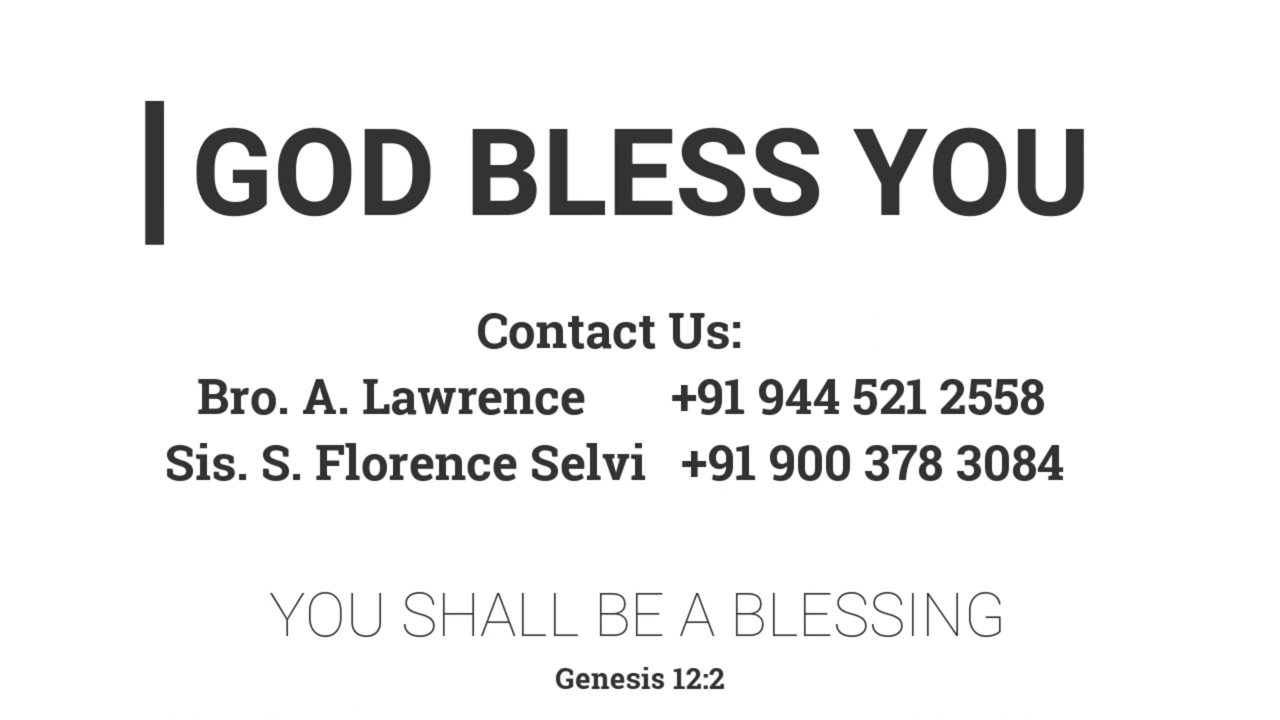 GOD BLESS YOU
Contact Us:
Bro. A. Lawrence +91 944 521 2558
Sis. S. Florence Selvi +91 900 378 3084
YOU SHALL BE A BLESSING
Genesis 12:2